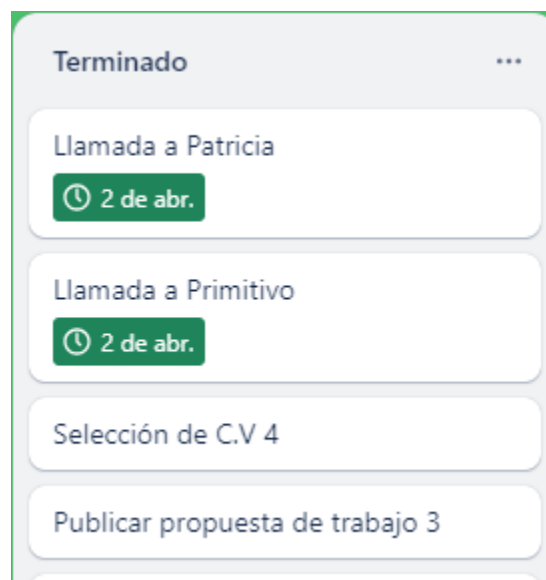 Terminado
Llamada a Patricia
2 de abr.
Llamada a Primitivo
2 de abr.
Selección de C.V 4
Publicar propuesta de trabajo 3